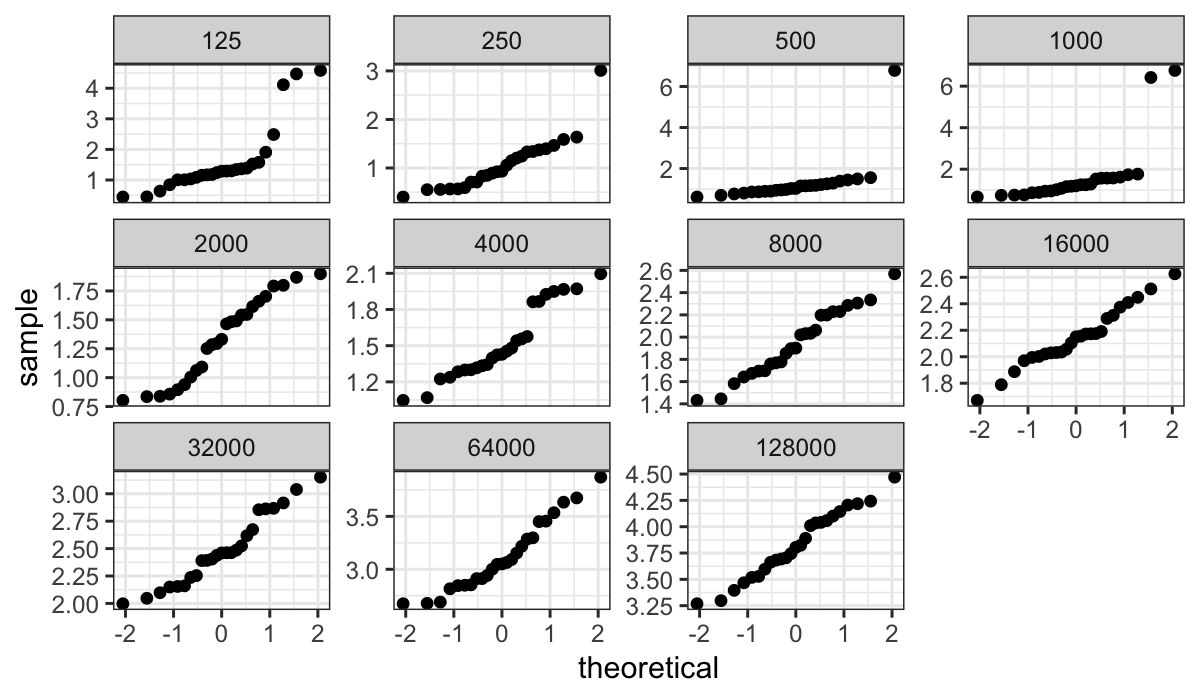 125 250 500 1000
4 3 2 1
3 2 1
6 4 2
6 4 2
2000 4000 8000 16000
1.75 1.50 1.25 1.00 0.75
2.1 1.8 1.5 1.2
2.6 2.4 2.2 2.0 1.8 1.6 1.4
2.6 2.4 2.2 2.0 1.8
-2 -1 0 1 2
32000 64000 128000
3.00 2.75 2.50 2.25 2.00
3.5 3.0
4.50 4.25 4.00 3.75 3.50 3.25
-2 -1 0 1 2 -2 -1 0 1 2 -2 -1 0 1 2
sample
theoretical